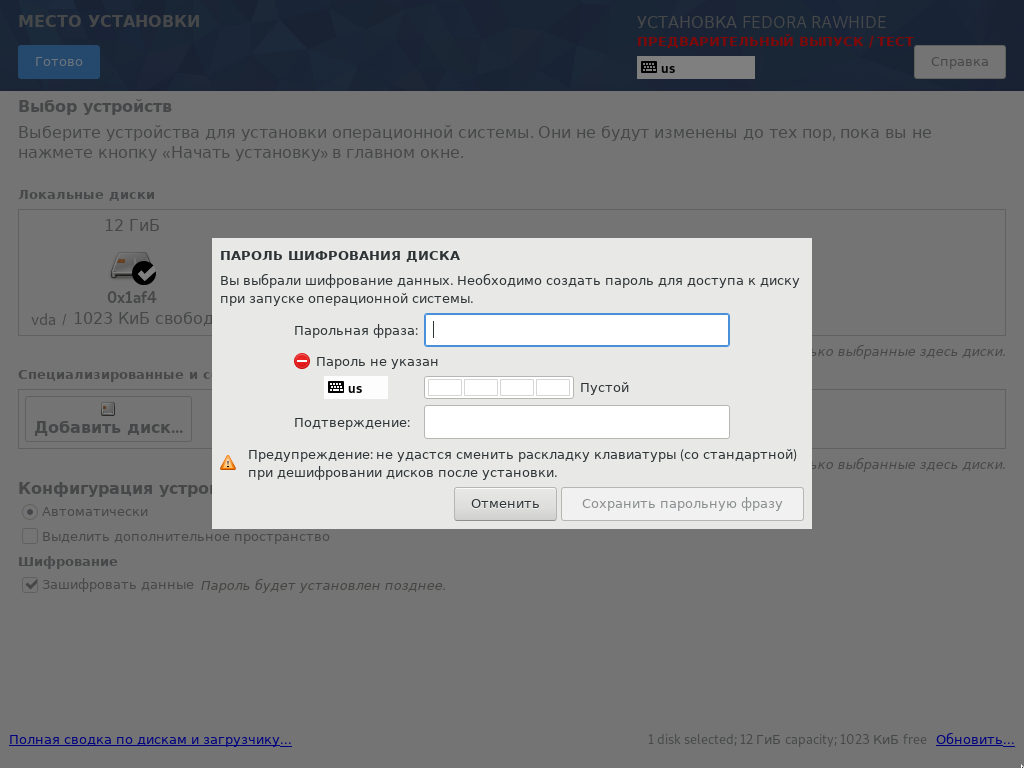 МЕСТО УСТАНОВКИ
УСТАНОВКА FEDORA RAWHIDE
ПРЕДВАРИТЕЛЬНЫЙ ВЫПУСК / ТЕСТ
Готово
us
Справка
Выбор устройств
Выберите устройства для установки операционной системы. Они не будут изменены до тех пор, пока вы не
нажмете кнопку «Начать установку» в главном окне.
Локальные диски
12 ГиБ
0x1af4
vda / 1023 КиБ свобод
ько выбранные здесь диски.
Специализированные и с
Добавить диск...
ько выбранные здесь диски.
ПАРОЛЬ ШИФРОВАНИЯ ДИСКА
Вы выбрали шифрование данных. Необходимо создать пароль для доступа к диску
при запуске операционной системы.
Парольная фраза:
Пароль не указан
us
Пустой
Подтверждение:
Предупреждение: не удастся сменить раскладку клавиатуры (со стандартной)
при дешифровании дисков после установки.
Отменить
Сохранить парольную фразу
Конфигурация устро
Автоматически
Выделить дополнительное пространство
Шифрование
Зашифровать данные Пароль будет установлен позднее.
Полная сводка по дискам и загрузчику...
1 disk selected; 12 ГиБ capacity; 1023 КиБ free
Обновить...